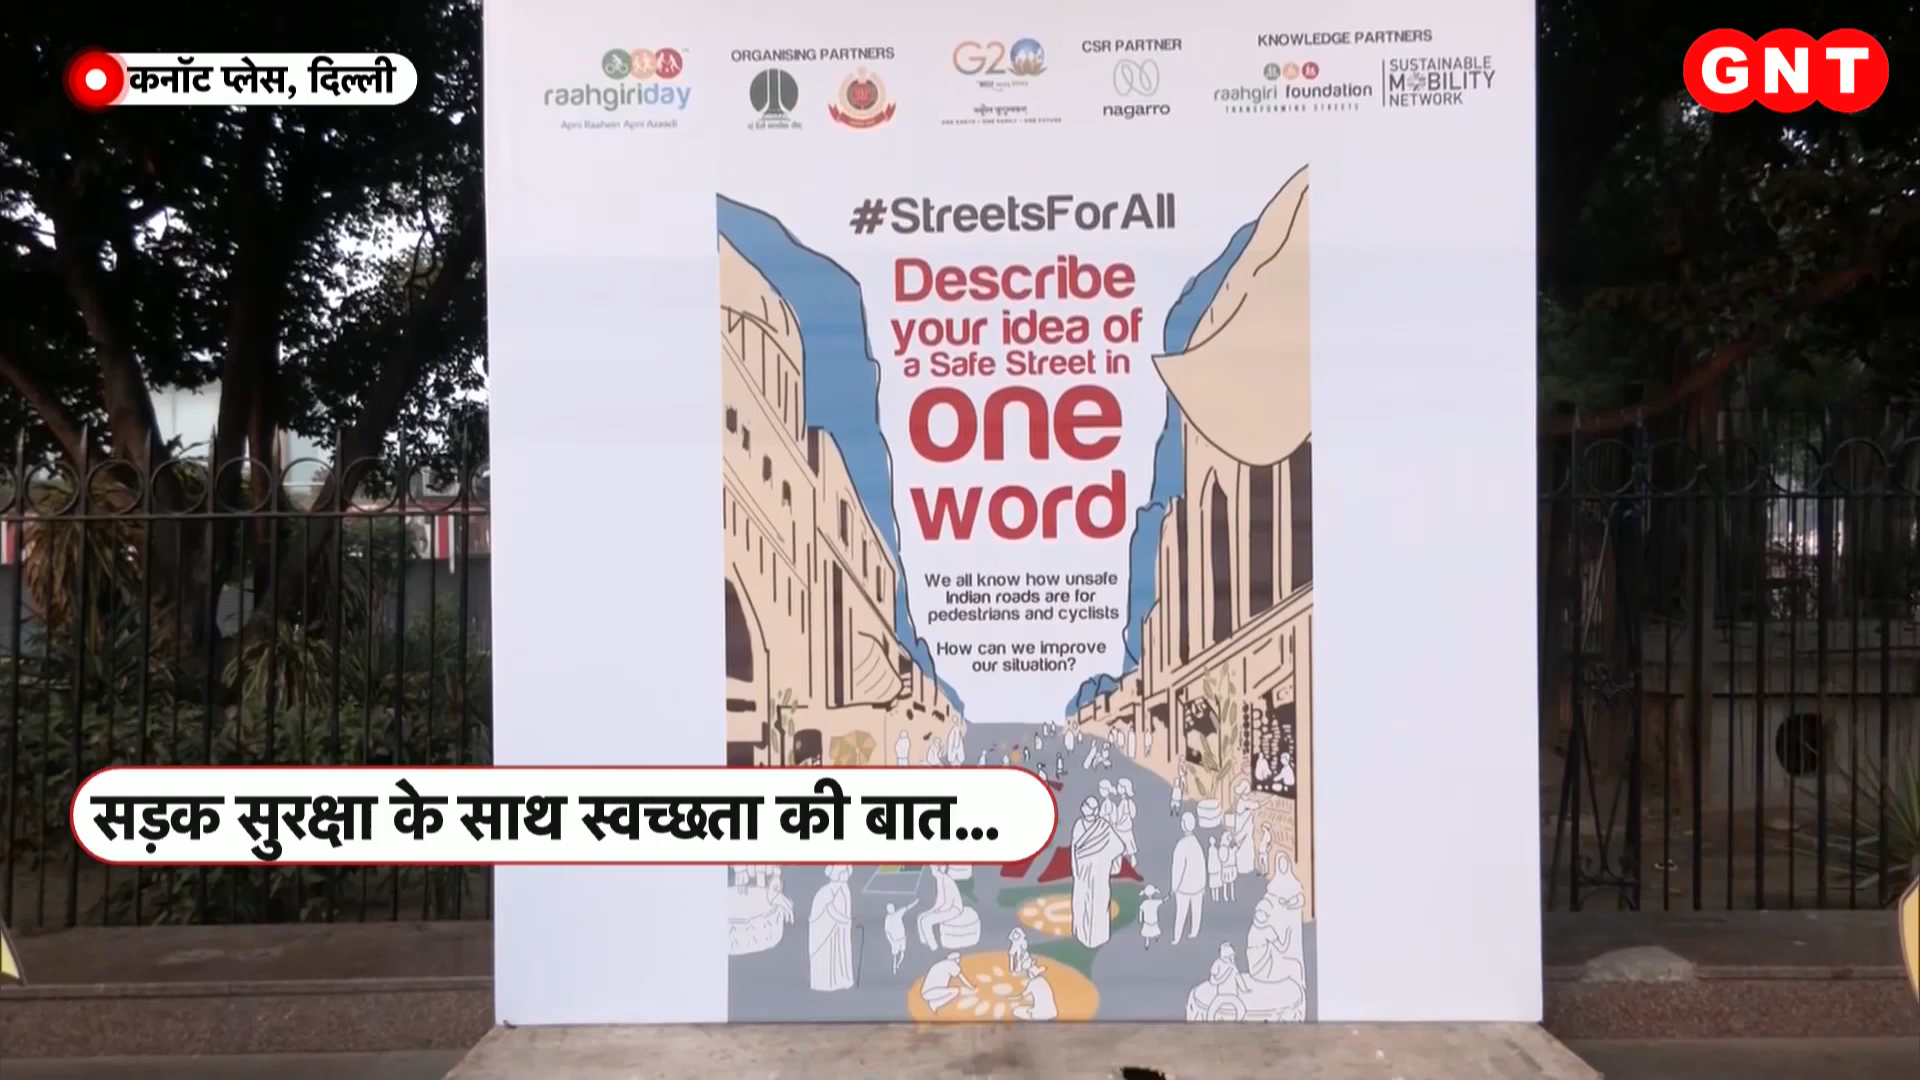 कनॉट प्लेस, दिल्ली
GNT
raahgiriday
Apni Raahein Apni Azaadi
ORGANISING PARTNERS
G20
CSR PARTNER
nagarro
KNOWLEDGE PARTNERS
raahgiri foundation
TRANSFORMING STREETS
SUSTAINABLE
MOBILITY
NETWORK
#StreetsForAll
Describe
your idea of
a Safe Street in
one
word
We all know how unsafe
Indian roads are for
pedestrians and cyclists
How can we improve
our situation?
सड़क सुरक्षा के साथ स्वच्छता की बात...